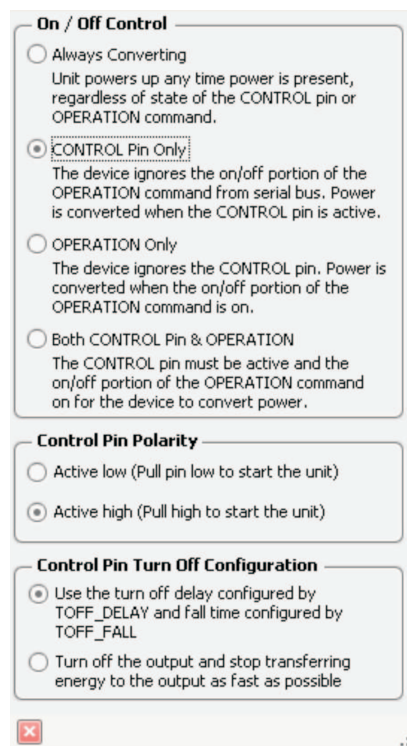 On / Off Control
Always Converting
Unit powers up any time power is present,
regardless of state of the CONTROL pin or
OPERATION command.
CONTROL Pin Only
The device ignores the on/off portion of the
OPERATION command from serial bus. Power
is converted when the CONTROL pin is active.
OPERATION Only
The device ignores the CONTROL pin. Power is
converted when the on/off portion of the
OPERATION command is on.
Both CONTROL Pin & OPERATION
The CONTROL pin must be active and the
on/off portion of the OPERATION command
on for the device to convert power.
Control Pin Polarity
Active low (Pull pin low to start the unit)
Active high (Pull high to start the unit)
Control Pin Turn Off Configuration
Use the turn off delay configured by
TOFF_DELAY and fall time configured by
TOFF_FALL
Turn off the output and stop transferring
energy to the output as fast as possible